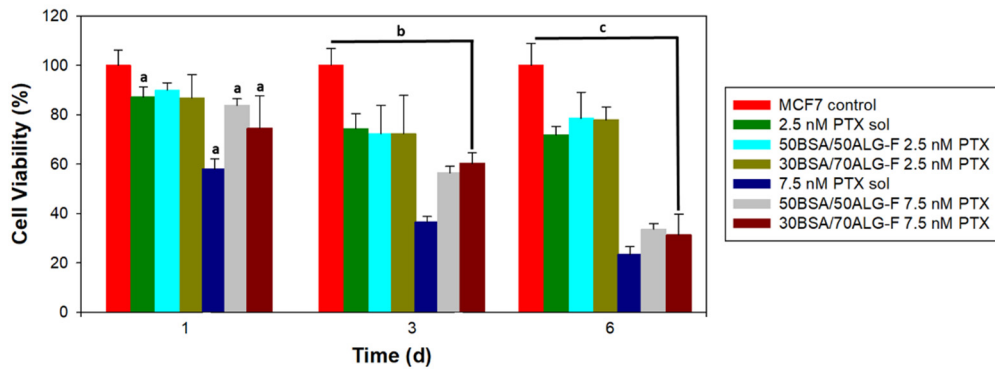 120
100
80
60
40
20
0
Cell Viability (%)
a
a
a
a
b
c
1
3
6
Time (d)
MCF7 control
2.5 nM PTX sol
50BSA/50ALG-F 2.5 nM PTX
30BSA/70ALG-F 2.5 nM PTX
7.5 nM PTX sol
50BSA/50ALG-F 7.5 nM PTX
30BSA/70ALG-F 7.5 nM PTX